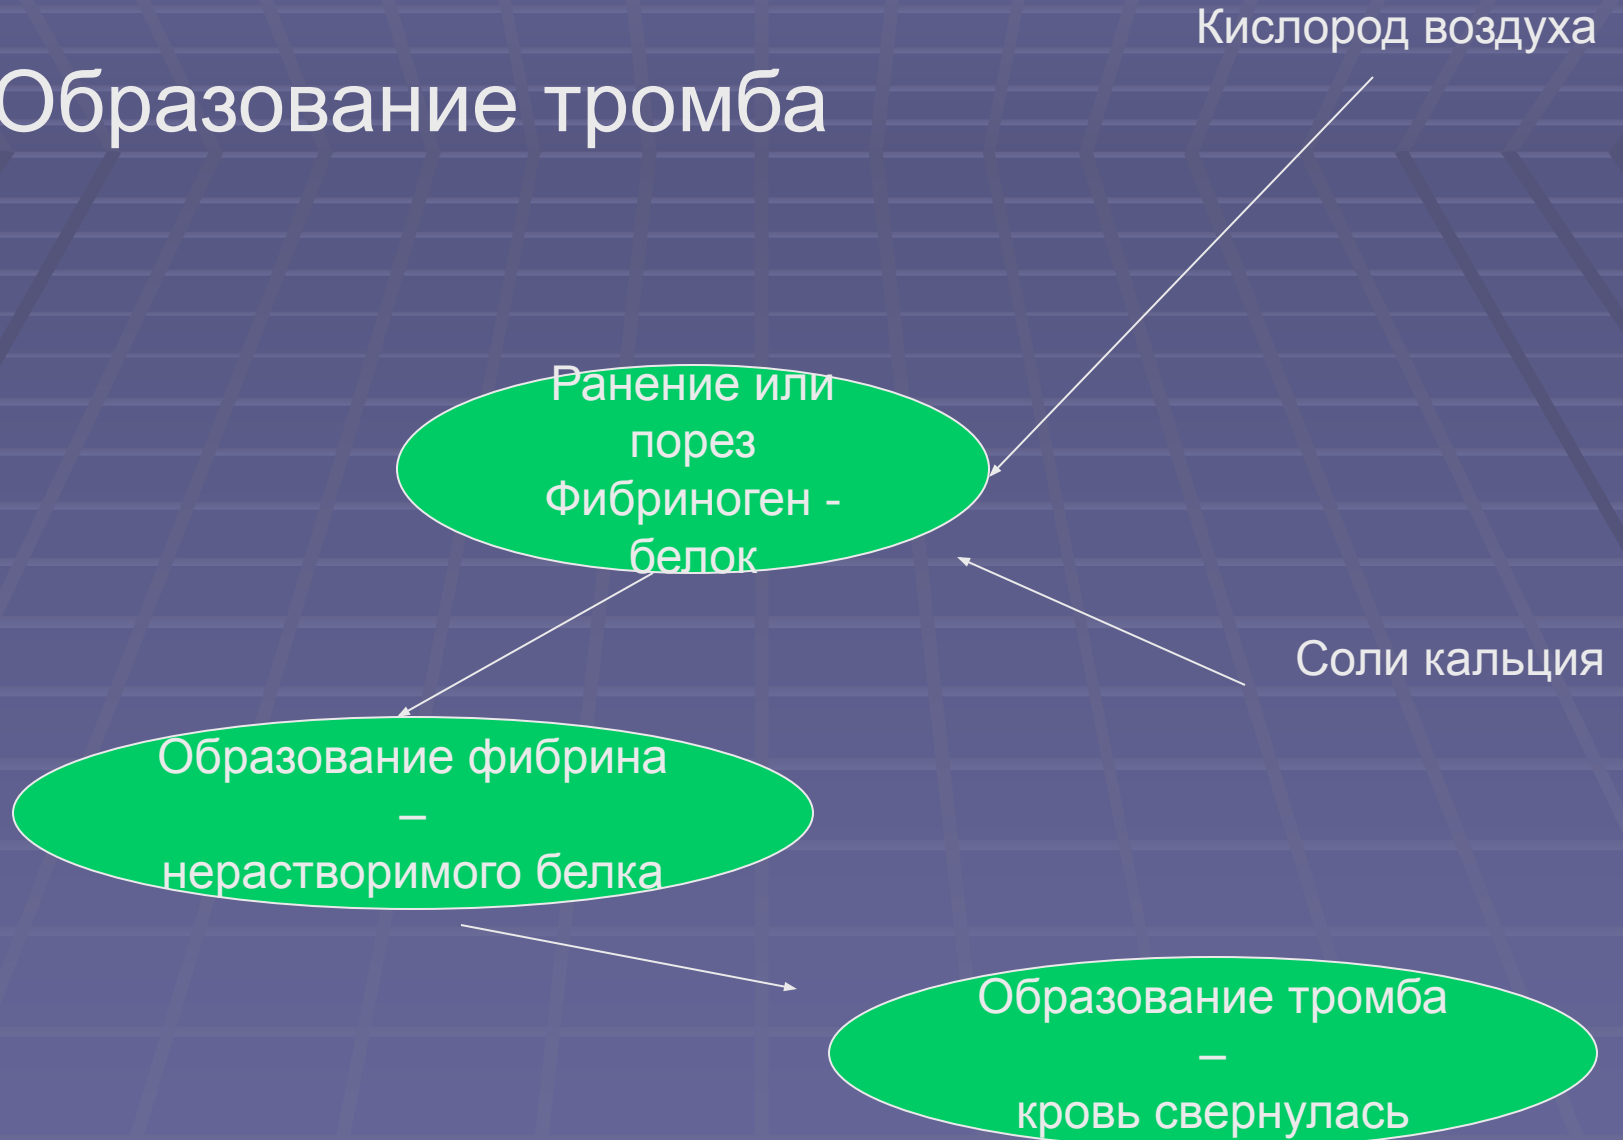 Кислород воздуха
Образование тромба
Ранение или
порез
Фибриноген -
белок
Соли кальция
Образование фибрина
–
нерастворимого белка
Образование тромба
–
кровь свернулась